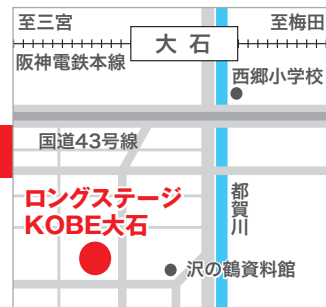 至三宮
至梅田
大石
阪神電鉄本線
西郷小学校
国道43号線
ロングステージ
KOBE大石
都賀川
沢の鶴資料館